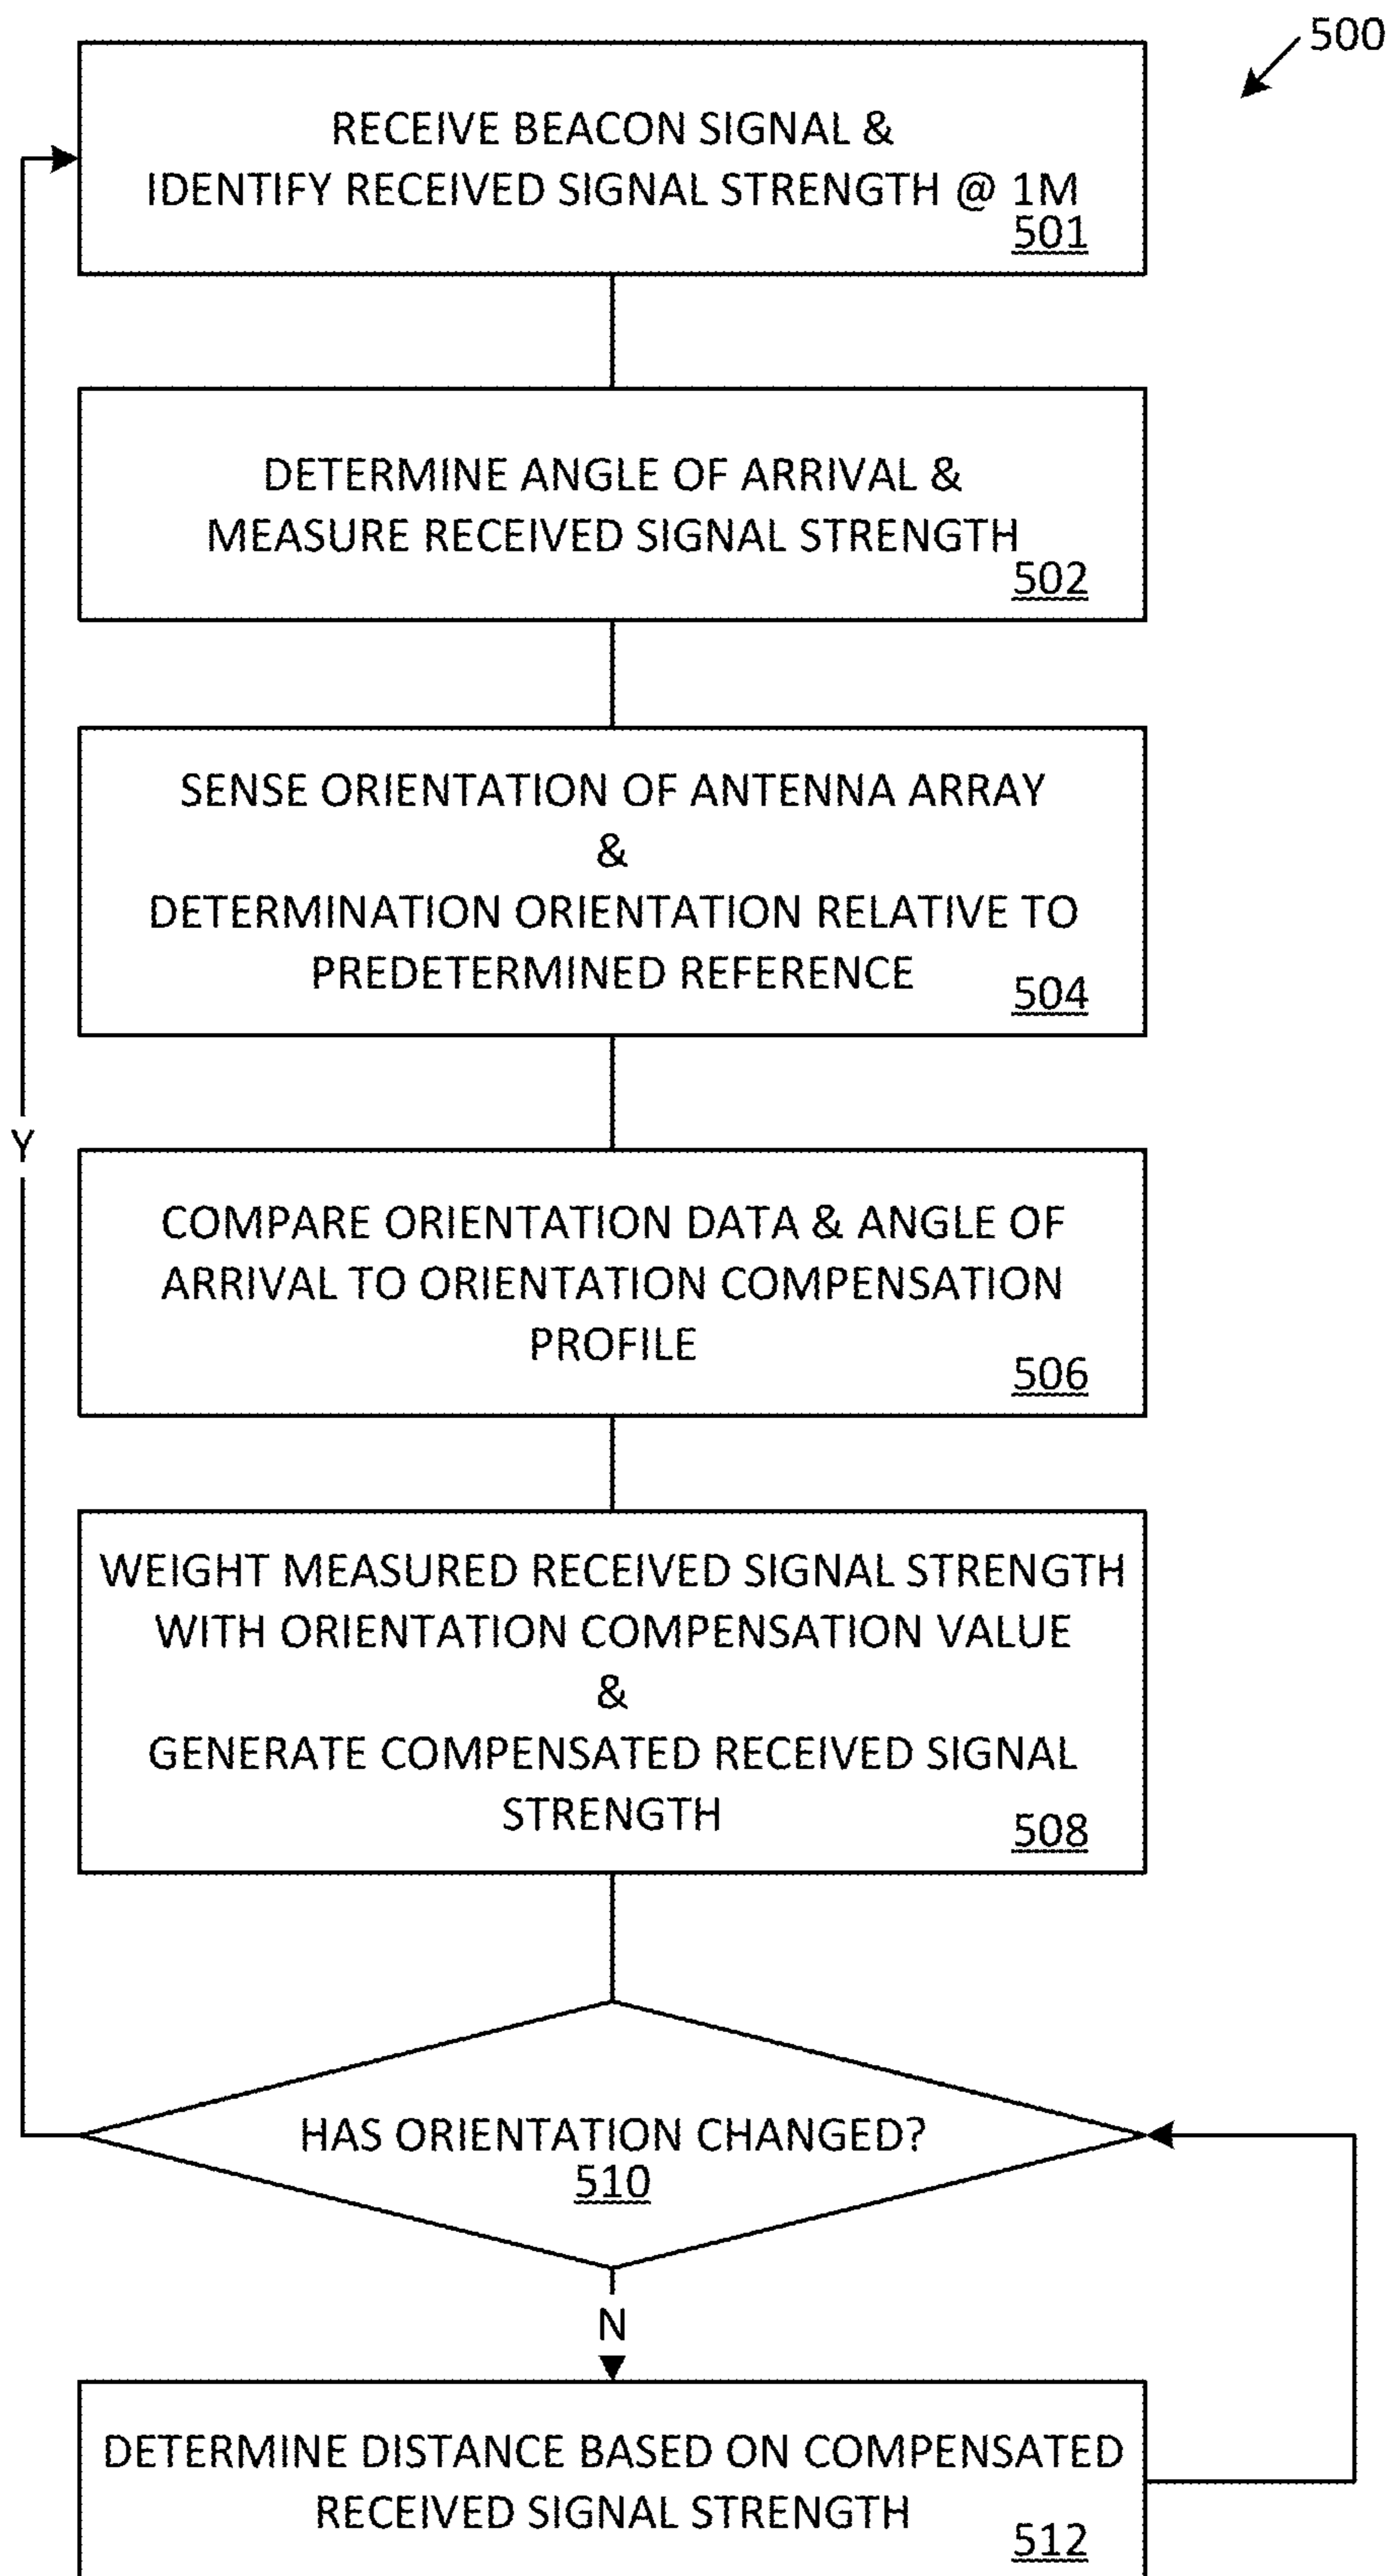 500
RECEIVE BEACON SIGNAL &
IDENTIFY RECEIVED SIGNAL STRENGTH @ 1M
501
DETERMINE ANGLE OF ARRIVAL &
MEASURE RECEIVED SIGNAL STRENGTH
502
SENSE ORIENTATION OF ANTENNA ARRAY
&
DETERMINATION ORIENTATION RELATIVE TO
PREDETERMINED REFERENCE
504
Y
COMPARE ORIENTATION DATA & ANGLE OF
ARRIVAL TO ORIENTATION COMPENSATION
PROFILE
506
WEIGHT MEASURED RECEIVED SIGNAL STRENGTH
WITH ORIENTATION COMPENSATION VALUE
&
GENERATE COMPENSATED RECEIVED SIGNAL
STRENGTH
508
HAS ORIENTATION CHANGED?
510
N
DETERMINE DISTANCE BASED ON COMPENSATED
RECEIVED SIGNAL STRENGTH
512